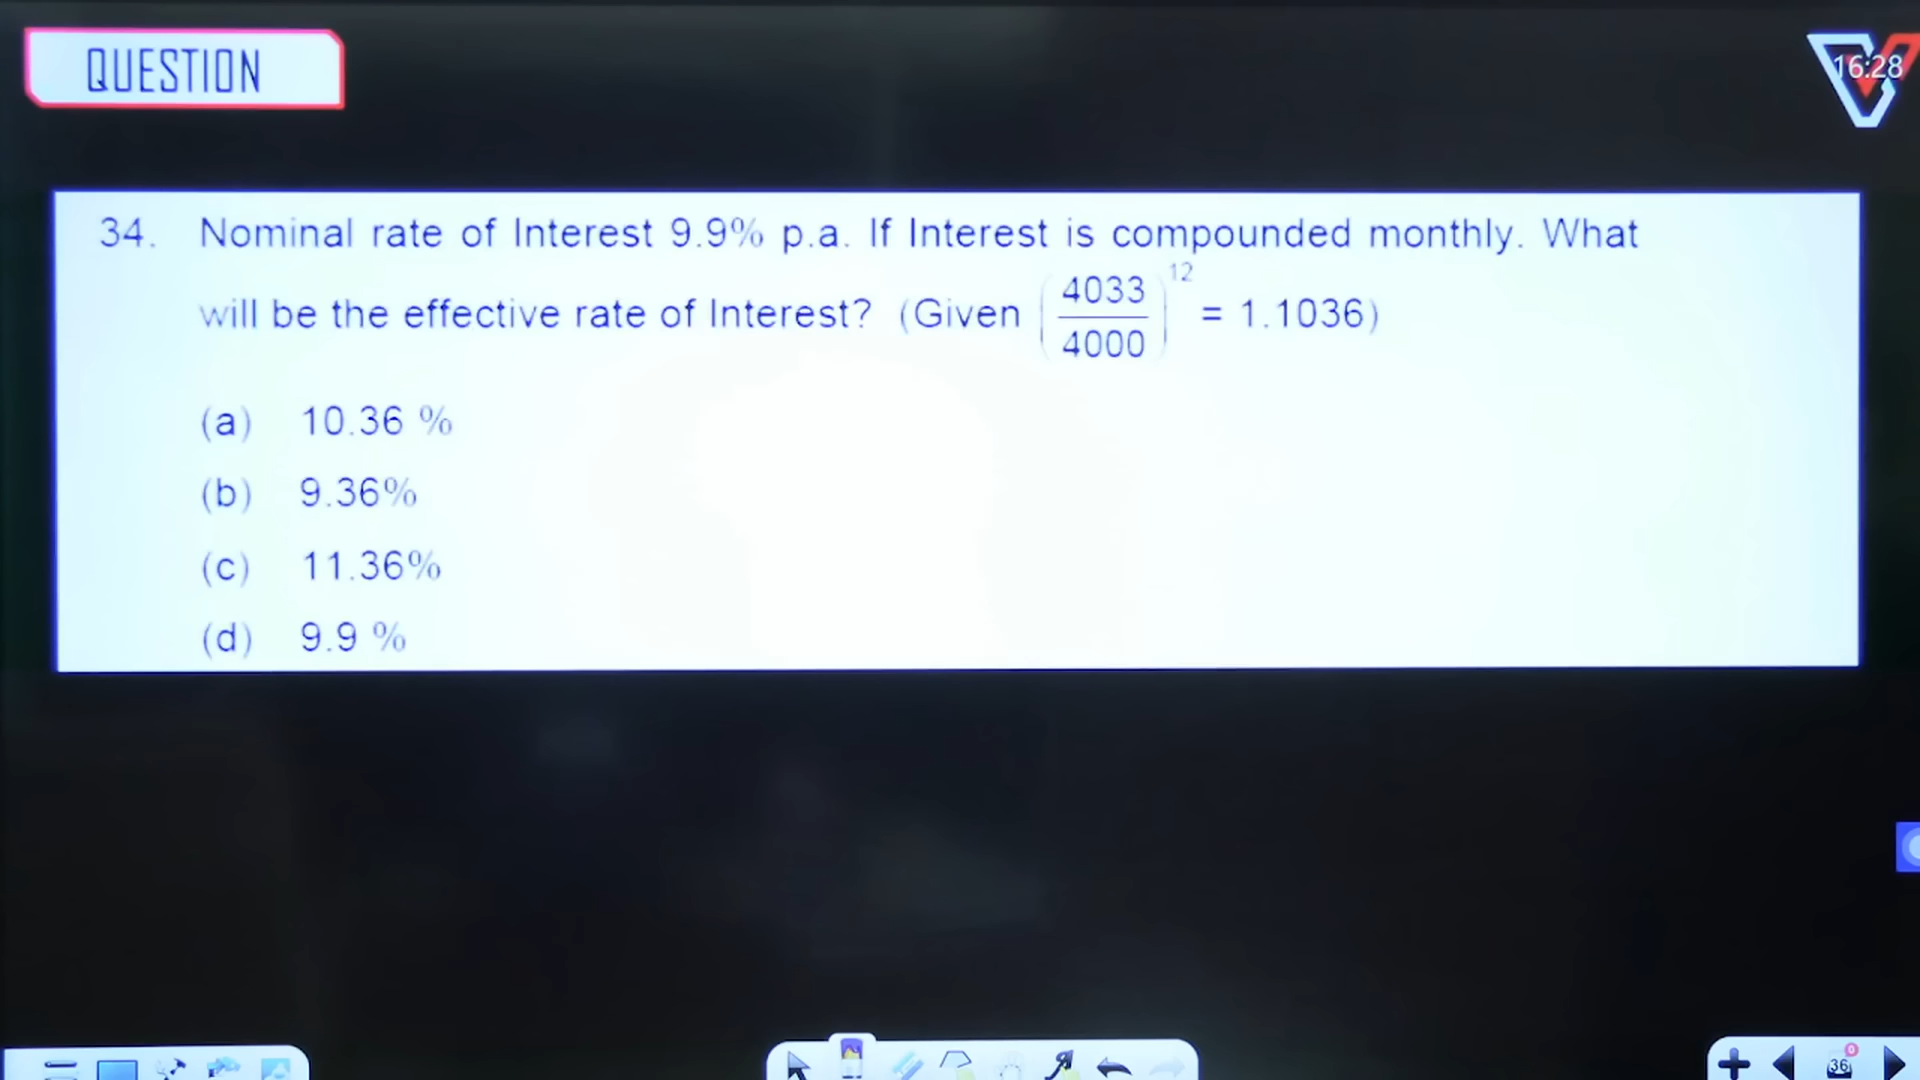 QUESTION
16:28
34. Nominal rate of Interest 9.9% p.a. If Interest is compounded monthly. What
will be the effective rate of Interest? (Given (4033/4000)^12 = 1.1036)
(a) 10.36 %
(b) 9.36%
(c) 11.36%
(d) 9.9 %
36
0